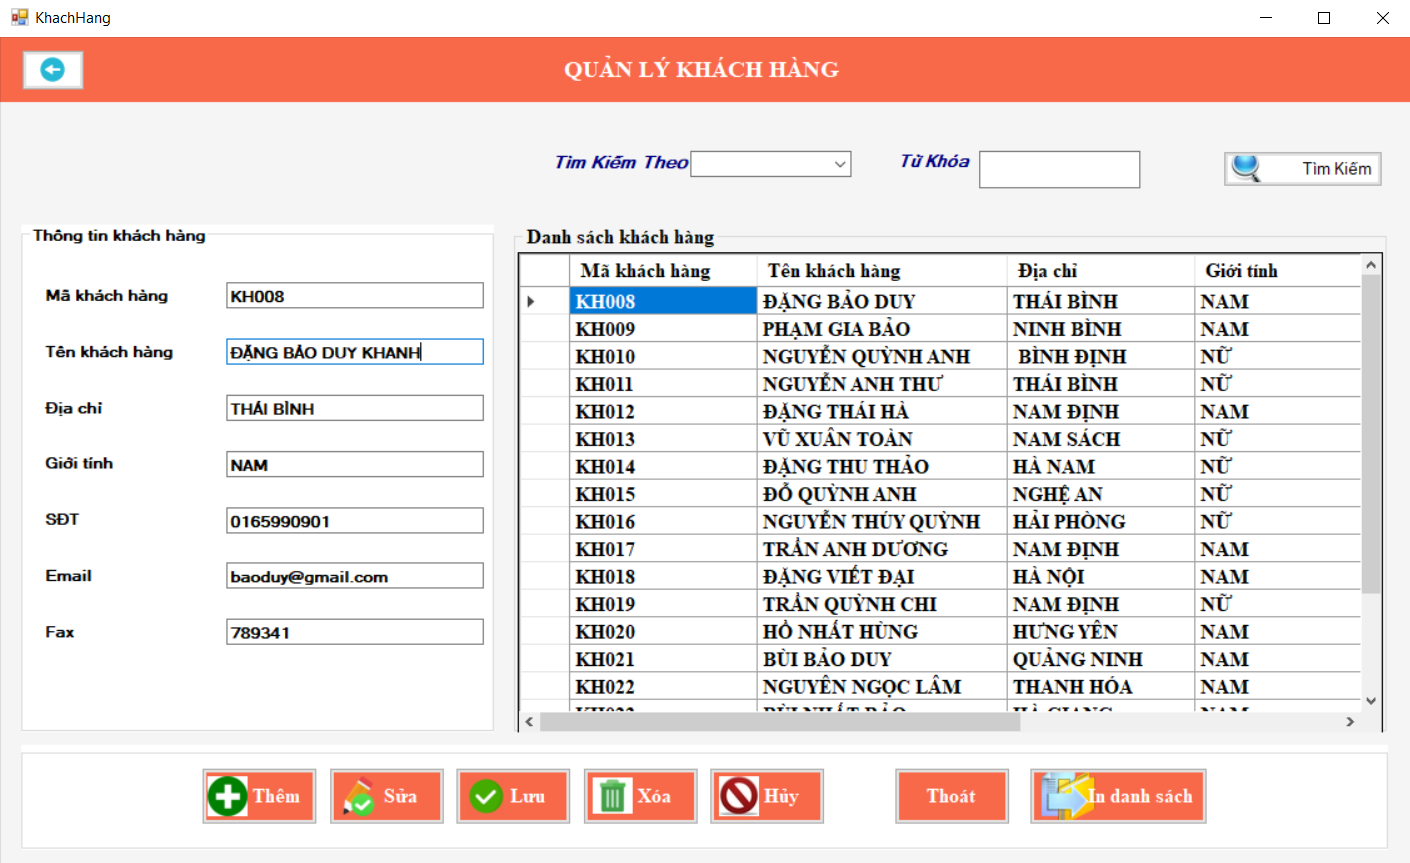 KhachHang
QUẢN LÝ KHÁCH HÀNG
Tìm Kiếm Theo
Từ Khóa
Tìm Kiếm
Thông tin khách hàng
Mã khách hàng KH008
Tên khách hàng ĐẶNG BẢO DUY KHANH
Địa chỉ THÁI BÌNH
Giới tính NAM
SĐT 0165990901
Email baoduy@gmail.com
Fax 789341
Danh sách khách hàng
Mã khách hàng Tên khách hàng Địa chỉ Giới tính
KH008 ĐẶNG BẢO DUY THÁI BÌNH NAM
KH009 PHẠM GIA BẢO NINH BÌNH NAM
KH010 NGUYỄN QUỲNH ANH BÌNH ĐỊNH NỮ
KH011 NGUYỄN ANH THƯ THÁI BÌNH NỮ
KH012 ĐẶNG THÁI HÀ NAM ĐỊNH NAM
KH013 VŨ XUÂN TOÀN NAM SÁCH NỮ
KH014 ĐẶNG THU THẢO HÀ NAM NỮ
KH015 ĐỖ QUỲNH ANH NGHỆ AN NỮ
KH016 NGUYỄN THÚY QUỲNH HẢI PHÒNG NỮ
KH017 TRẦN ANH DƯƠNG NAM ĐỊNH NAM
KH018 ĐẶNG VIẾT ĐẠI HÀ NỘI NAM
KH019 TRẦN QUỲNH CHI NAM ĐỊNH NỮ
KH020 HỒ NHẤT HÙNG HƯNG YÊN NAM
KH021 BÙI BẢO DUY QUẢNG NINH NAM
KH022 NGUYÊN NGỌC LÂM THANH HÓA NAM
Thêm
Sửa
Lưu
Xóa
Hủy
Thoát
In danh sách